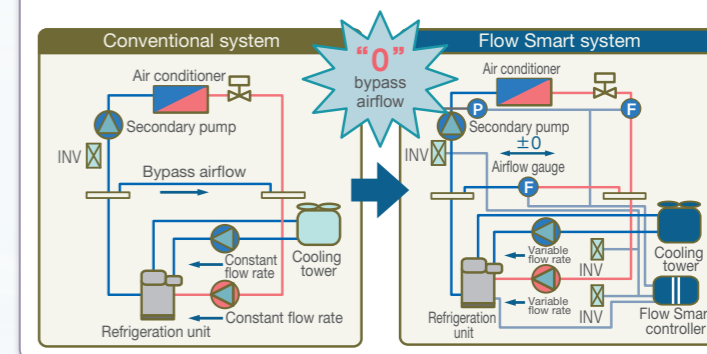 Conventional system
Air conditioner
Secondary pump
INV
Bypass airflow
Constant
flow rate
Cooling
tower
Constant flow rate
Refrigeration unit
"0"
bypass
airflow
Flow Smart system
Air conditioner
P
F
Secondary pump
±0
INV
Airflow gauge
F
Variable
flow rate
INV
Cooling
tower
Variable
flow rate
INV
Refrigeration
unit
Flow Smar
controller